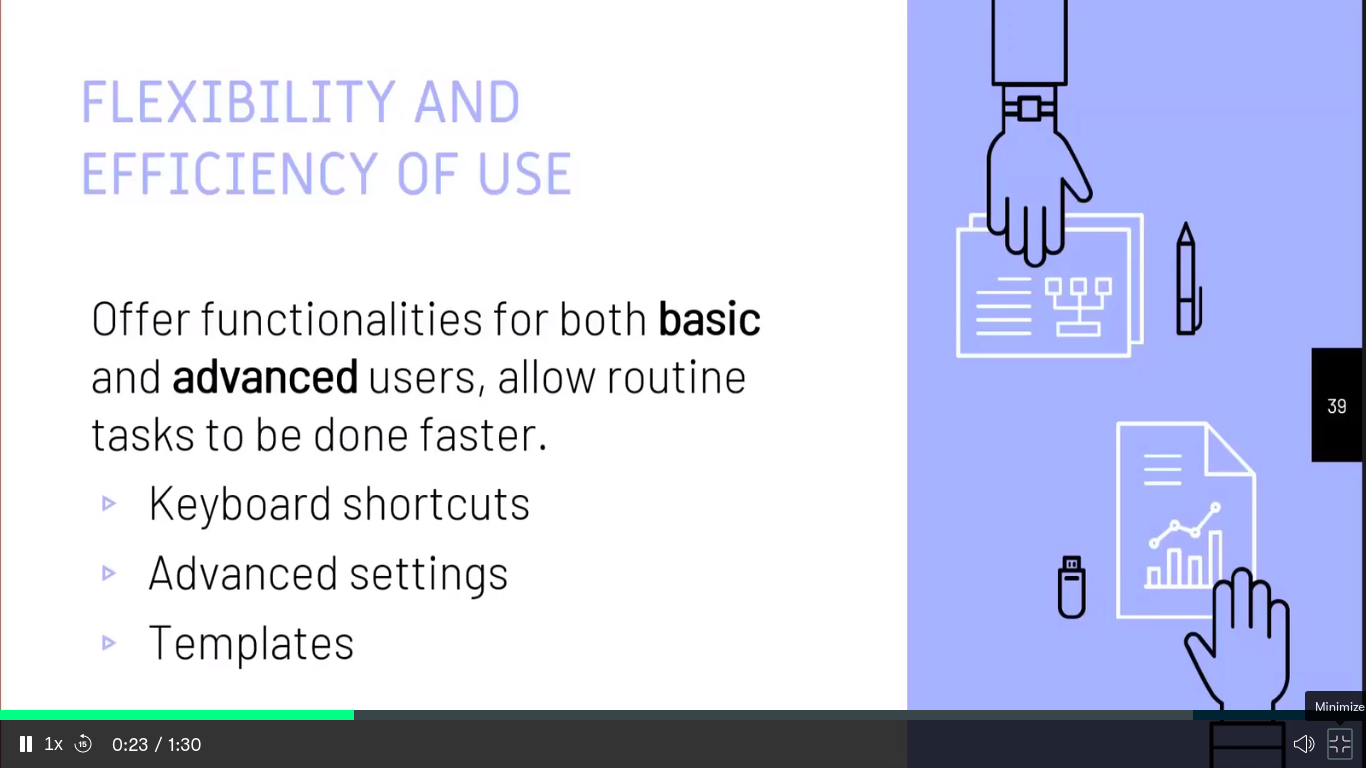 FLEXIBILITY AND
EFFICIENCY OF USE
Offer functionalities for both basic
and advanced users, allow routine
tasks to be done faster.
Keyboard shortcuts
Advanced settings
Templates
39
Minimize
1x
15
0:23 / 1:30